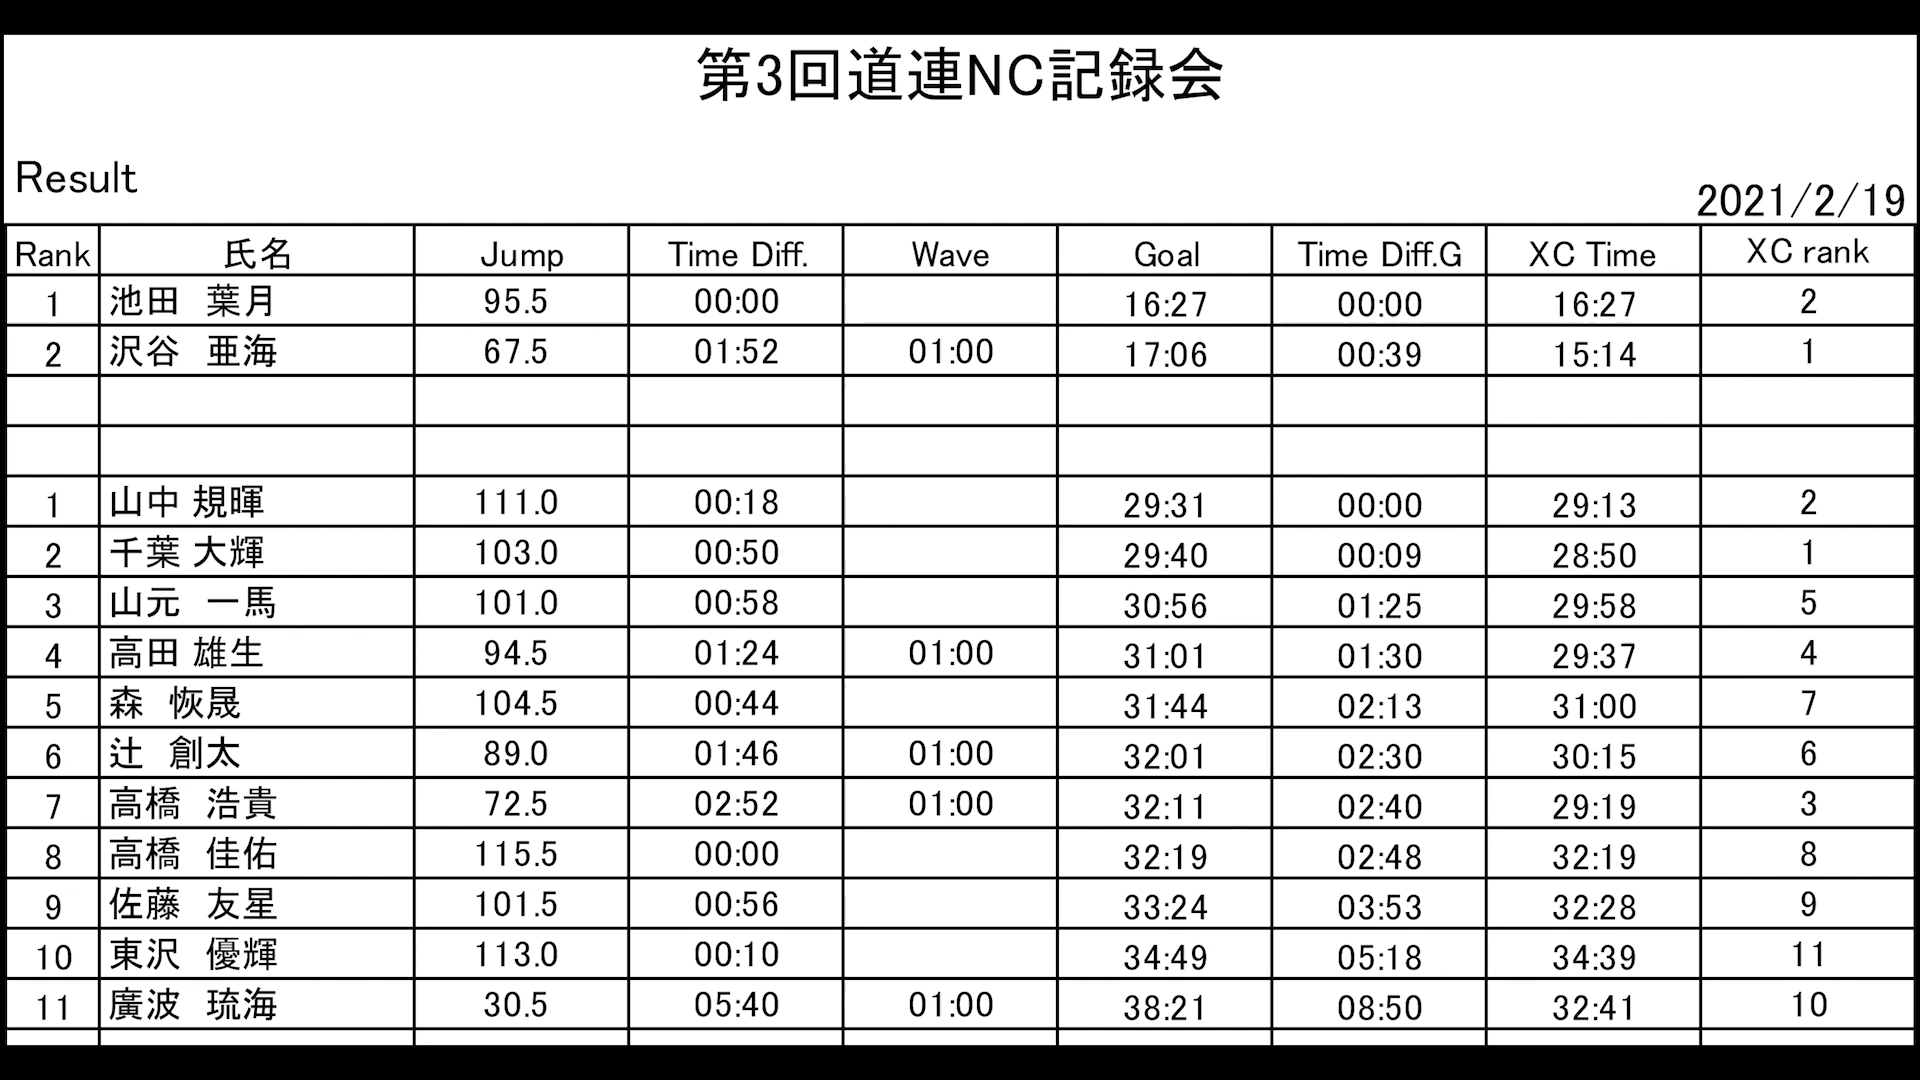 第3回道連NC記録会
Result
2021/2/19
Rank 氏名 Jump Time Diff. Wave Goal Time Diff.G XC Time XC rank
1 池田　葉月 95.5 00:00 16:27 00:00 16:27 2
2 沢谷　亜海 67.5 01:52 01:00 17:06 00:39 15:14 1
1 山中 規暉 111.0 00:18 29:31 00:00 29:13 2
2 千葉 大輝 103.0 00:50 29:40 00:09 28:50 1
3 山元　一馬 101.0 00:58 30:56 01:25 29:58 5
4 高田 雄生 94.5 01:24 01:00 31:01 01:30 29:37 4
5 森　恢晟 104.5 00:44 31:44 02:13 31:00 7
6 辻　創太 89.0 01:46 01:00 32:01 02:30 30:15 6
7 高橋　浩貴 72.5 02:52 01:00 32:11 02:40 29:19 3
8 高橋　佳佑 115.5 00:00 32:19 02:48 32:19 8
9 佐藤　友星 101.5 00:56 33:24 03:53 32:28 9
10 東沢　優輝 113.0 00:10 34:49 05:18 34:39 11
11 廣波　琉海 30.5 05:40 01:00 38:21 08:50 32:41 10